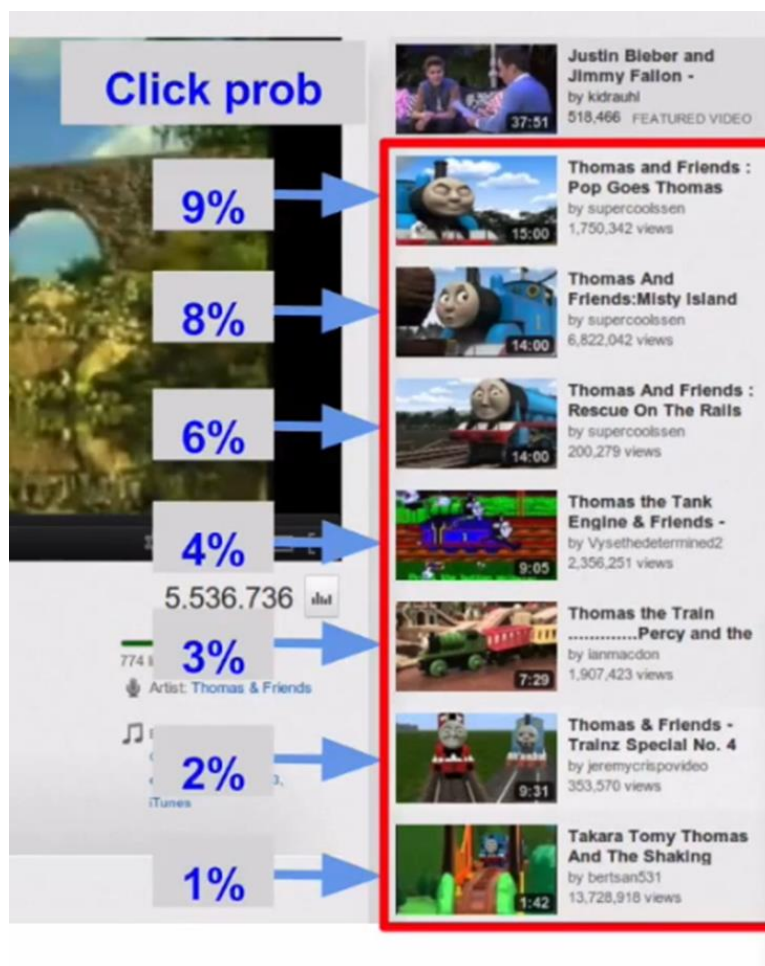 Click prob
Justin Bieber and
Jimmy Fallon -
by kidrauhl
518,466 FEATURED VIDEO
37:51
9%
Thomas and Friends :
Pop Goes Thomas
by supercoolssen
1,750,342 views
15:00
8%
Thomas And
Friends:Misty Island
by supercoolssen
6,822,042 views
14:00
6%
Thomas And Friends :
Rescue On The Rails
by supercoolssen
200,279 views
14:00
4%
Thomas the Tank
Engine & Friends -
by Vysethedetermined2
2,356,251 views
9:05
5.536.736
3%
774
Artist: Thomas & Friends
Thomas the Train
.............Percy and the
by ianmacdon
1,907,423 views
7:29
2%
iTunes
Thomas & Friends -
Trainz Special No. 4
by jeremycrispovideo
353,570 views
9:31
1%
Takara Tomy Thomas
And The Shaking
by bertsan531
13,728,918 views
1:42